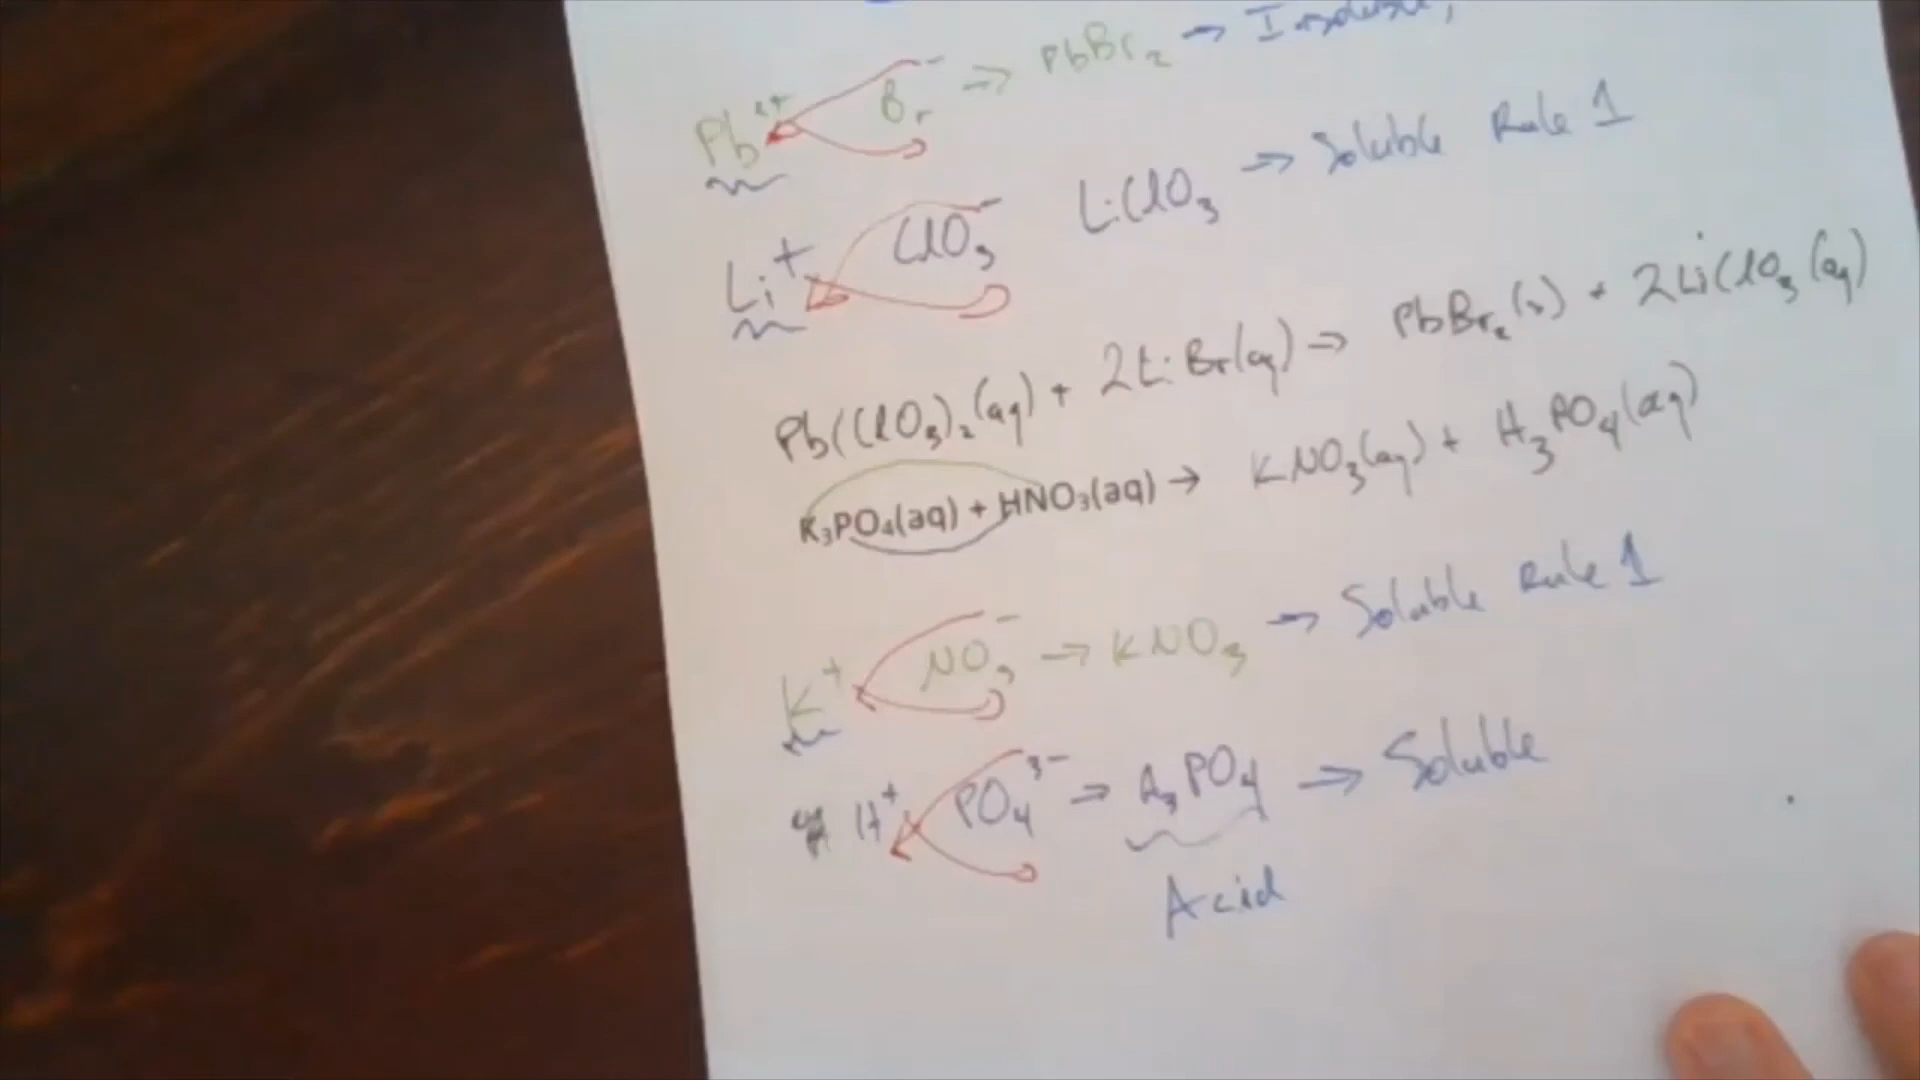 Pb²⁺ Br⁻ → PbBr₂ →
Li⁺ ClO₃⁻ LiClO₃ → Soluble Rule 1
Pb(ClO₃)₂(aq) + 2LiBr(aq) → PbBr₂(s) + 2LiClO₃(aq)
K₃PO₄(aq) + HNO₃(aq) → KNO₃(aq) + H₃PO₄(aq)
K⁺ NO₃⁻ → KNO₃ → Soluble Rule 1
H⁺ PO₄³⁻ → H₃PO₄ → Soluble
Acid